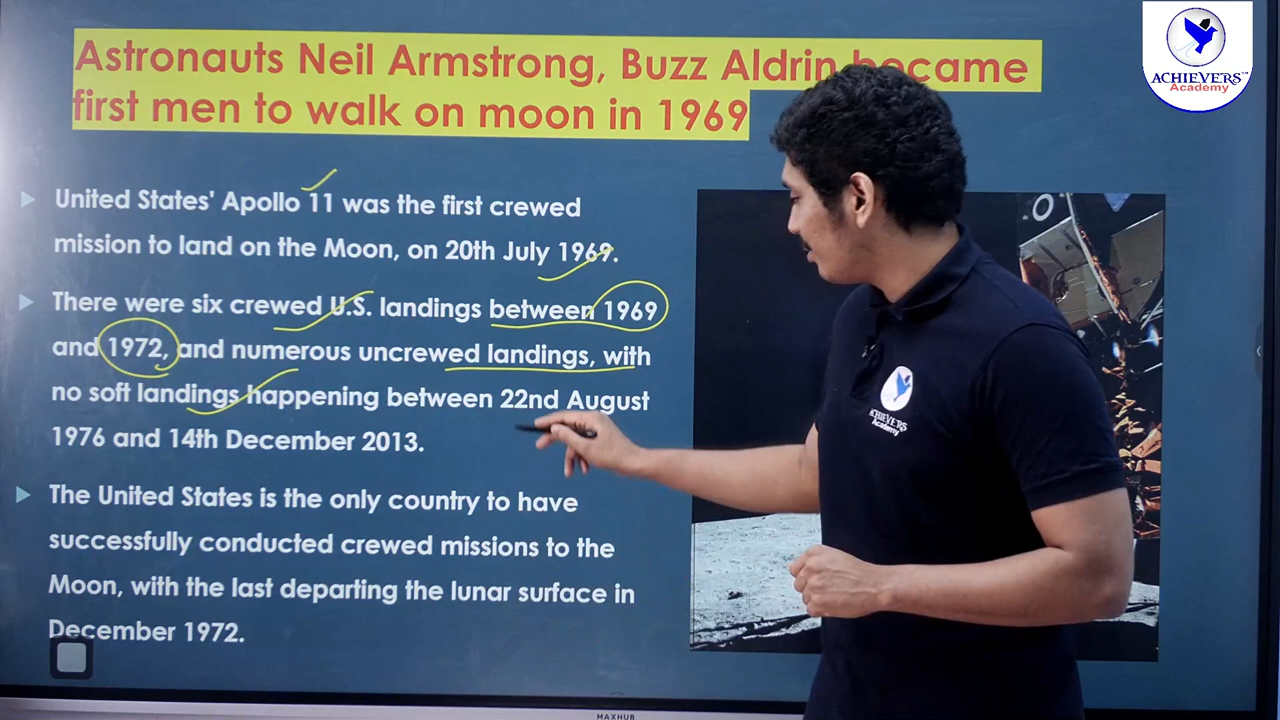 Astronauts Neil Armstrong, Buzz Aldrin became
first men to walk on moon in 1969
ACHIEVERS™
Academy
United States' Apollo 11 was the first crewed
mission to land on the Moon, on 20th July 1969.
There were six crewed U.S. landings between 1969
and 1972, and numerous uncrewed landings, with
no soft landings happening between 22nd August
1976 and 14th December 2013.
The United States is the only country to have
successfully conducted crewed missions to the
Moon, with the last departing the lunar surface in
December 1972.
ACHIEVERS
Academy
MAXHUB